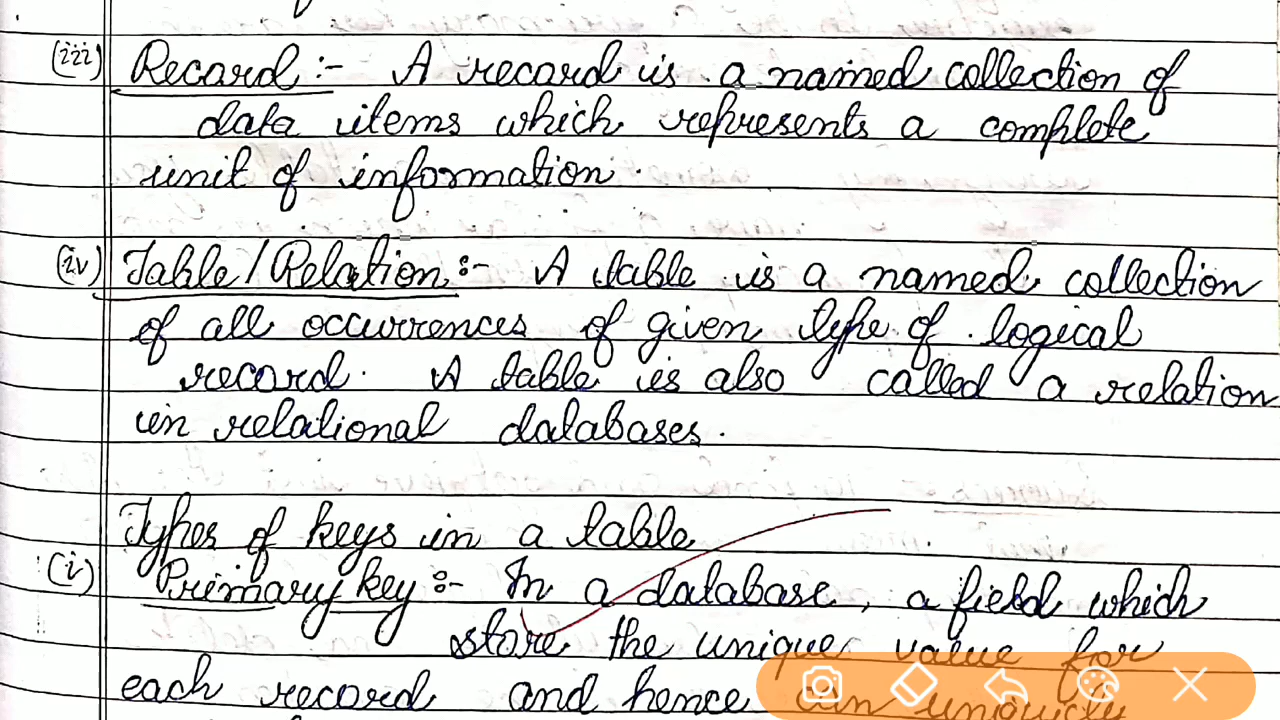 (iii) Record :- A record is a named collection of
data items which represents a complete
unit of information.
(iv) Table / Relation :- A table is a named collection
of all occurrences of given type of logical
record. A table is also called a relation
in relational databases.
Types of keys in a table
(i) Primary key :- In a database, a field which
store the unique value for
each record and hence can uniquely